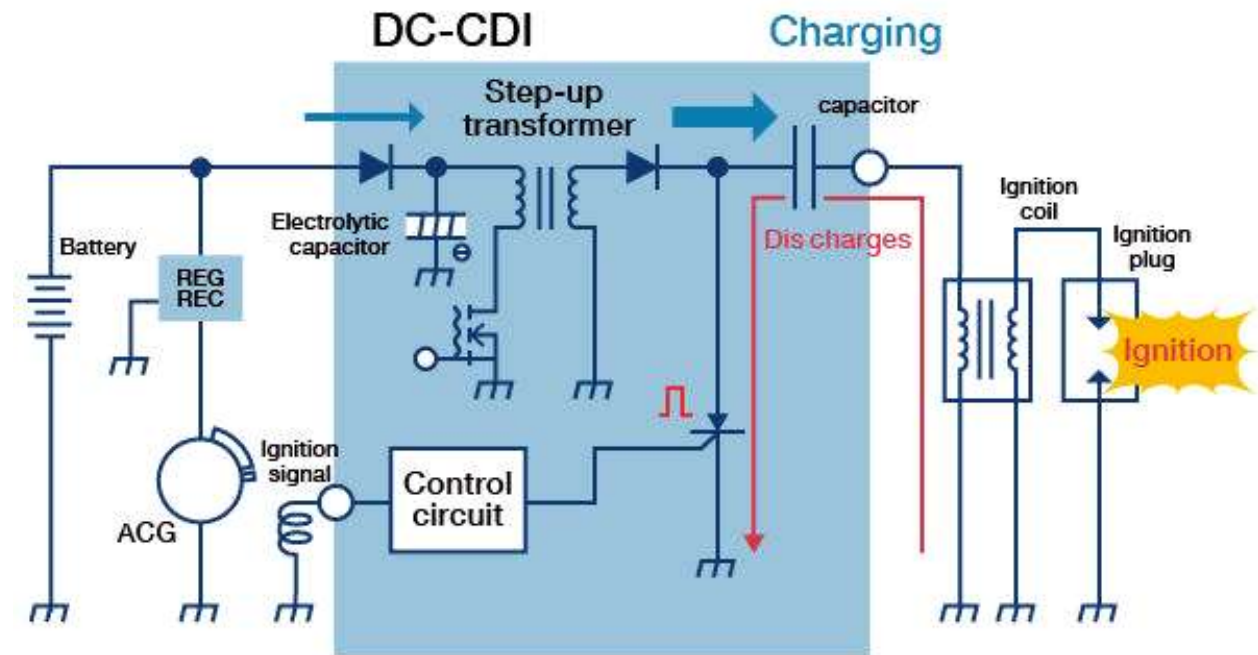 DC-CDI
Charging
Step-up
transformer
capacitor
Electrolytic
capacitor
Battery
REG
REC
Dis charges
Ignition
coil
Ignition
plug
Ignition
Ignition
signal
Control
circuit
ACG